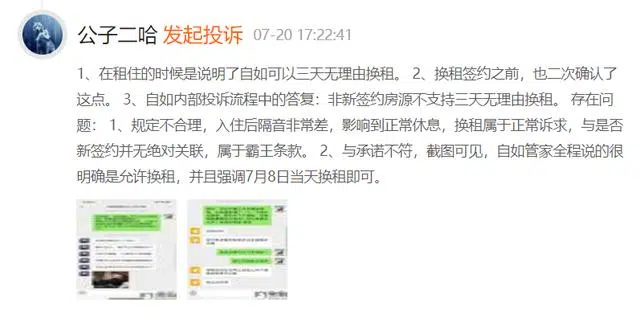 公子二哈 发起投诉 07-20 17:22:41
1、在租住的时候是说明了自如可以三天无理由换租。 2、换租签约之前，也二次确认了
这点。 3、自如内部投诉流程中的答复：非新签约房源不支持三天无理由换租。 存在问
题： 1、规定不合理，入住后隔音非常差，影响到正常休息，换租属于正常诉求，与是否
新签约并无绝对关联，属于霸王条款。 2、与承诺不符，截图可见，自如管家全程说的很
明确是允许换租，并且强调7月8日当天换租即可。